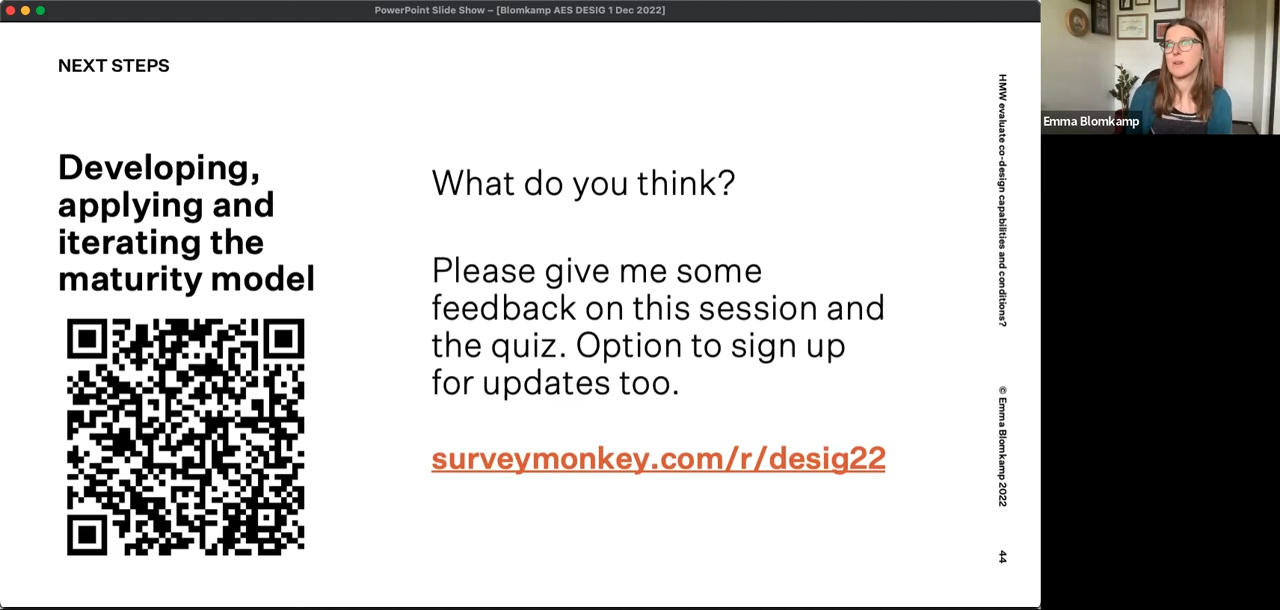 PowerPoint Slide Show – [Blomkamp AES DESIG 1 Dec 2022]
NEXT STEPS
Developing,
applying and
iterating the
maturity model
What do you think?
Please give me some
feedback on this session and
the quiz. Option to sign up
for updates too.
surveymonkey.com/r/desig22
HMW evaluate co-design capabilities and conditions?
© Emma Blomkamp 2022
44
Emma Blomkamp